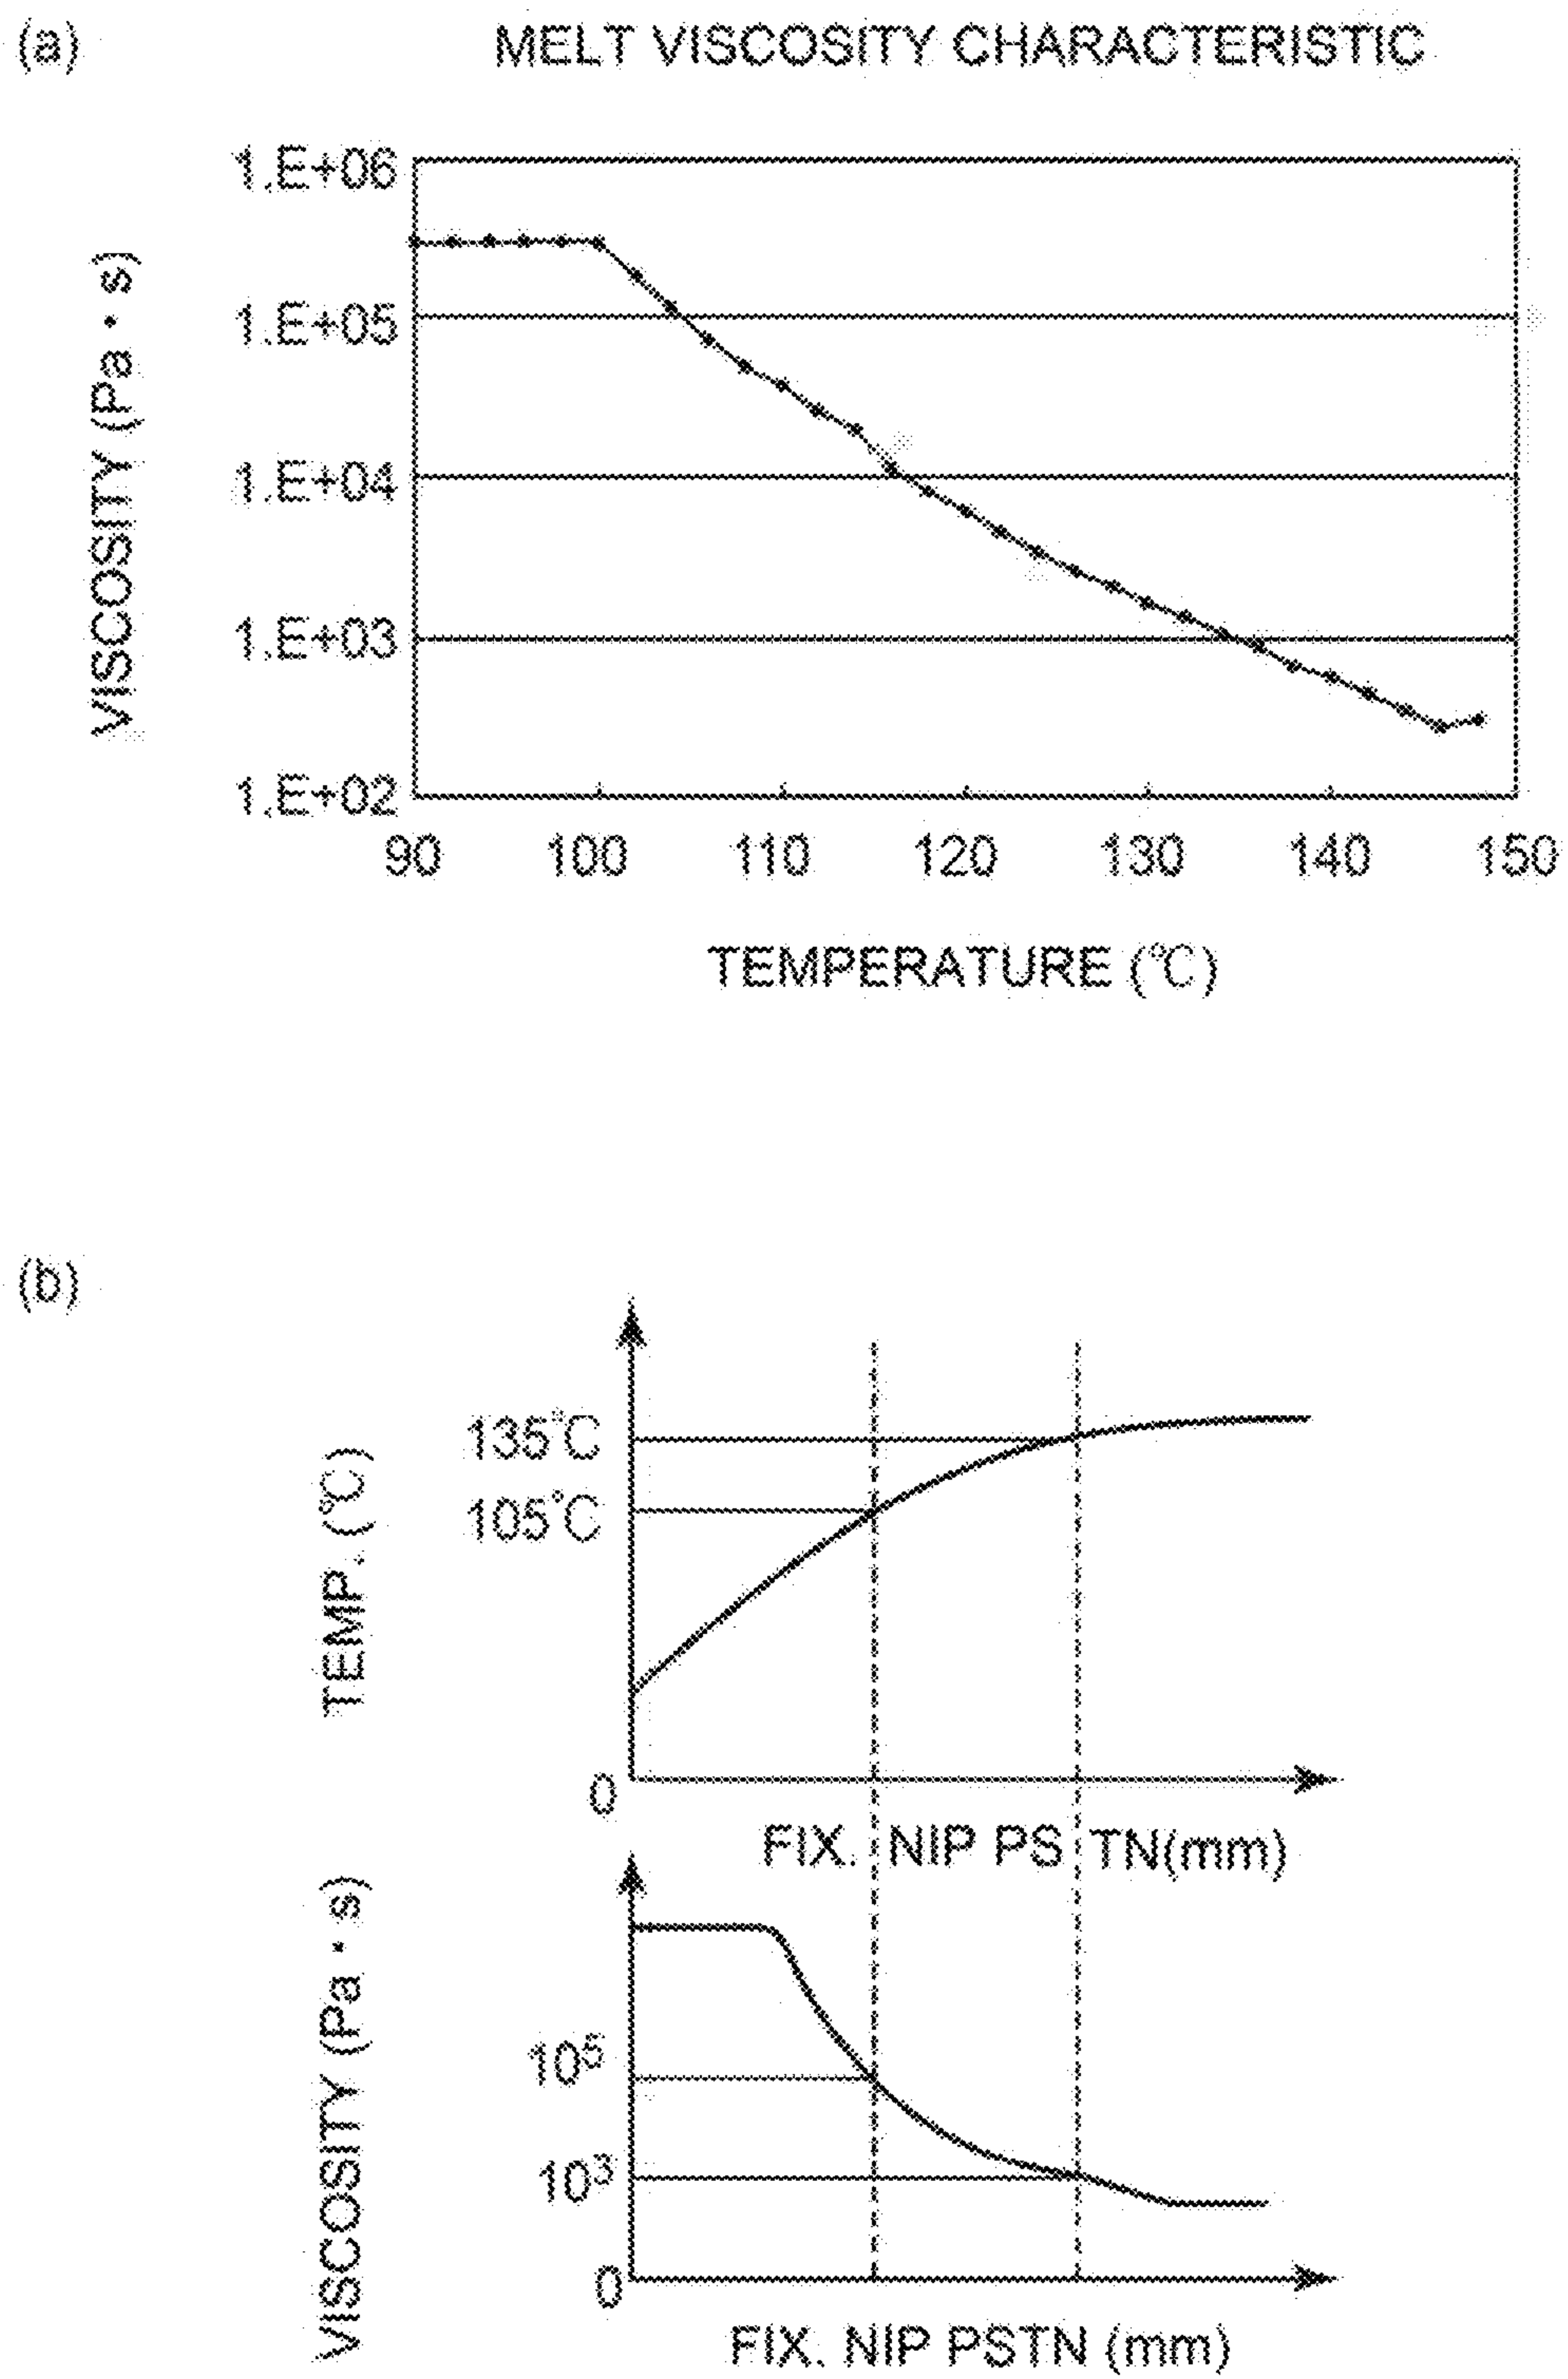 (a)
MELT VISCOSITY CHARACTERISTIC
1.E+06
1.E+05
1.E+04
1.E+03
1.E+02
VISCOSITY (Pa・s)
90 100 110 120 130 140 150
TEMPERATURE (℃)
(b)
135℃
105℃
TEMP. (℃)
0
FIX. NIP PS TN(mm)
10⁵
10³
VISCOSITY (Pa・s)
0
FIX. NIP PSTN (mm)